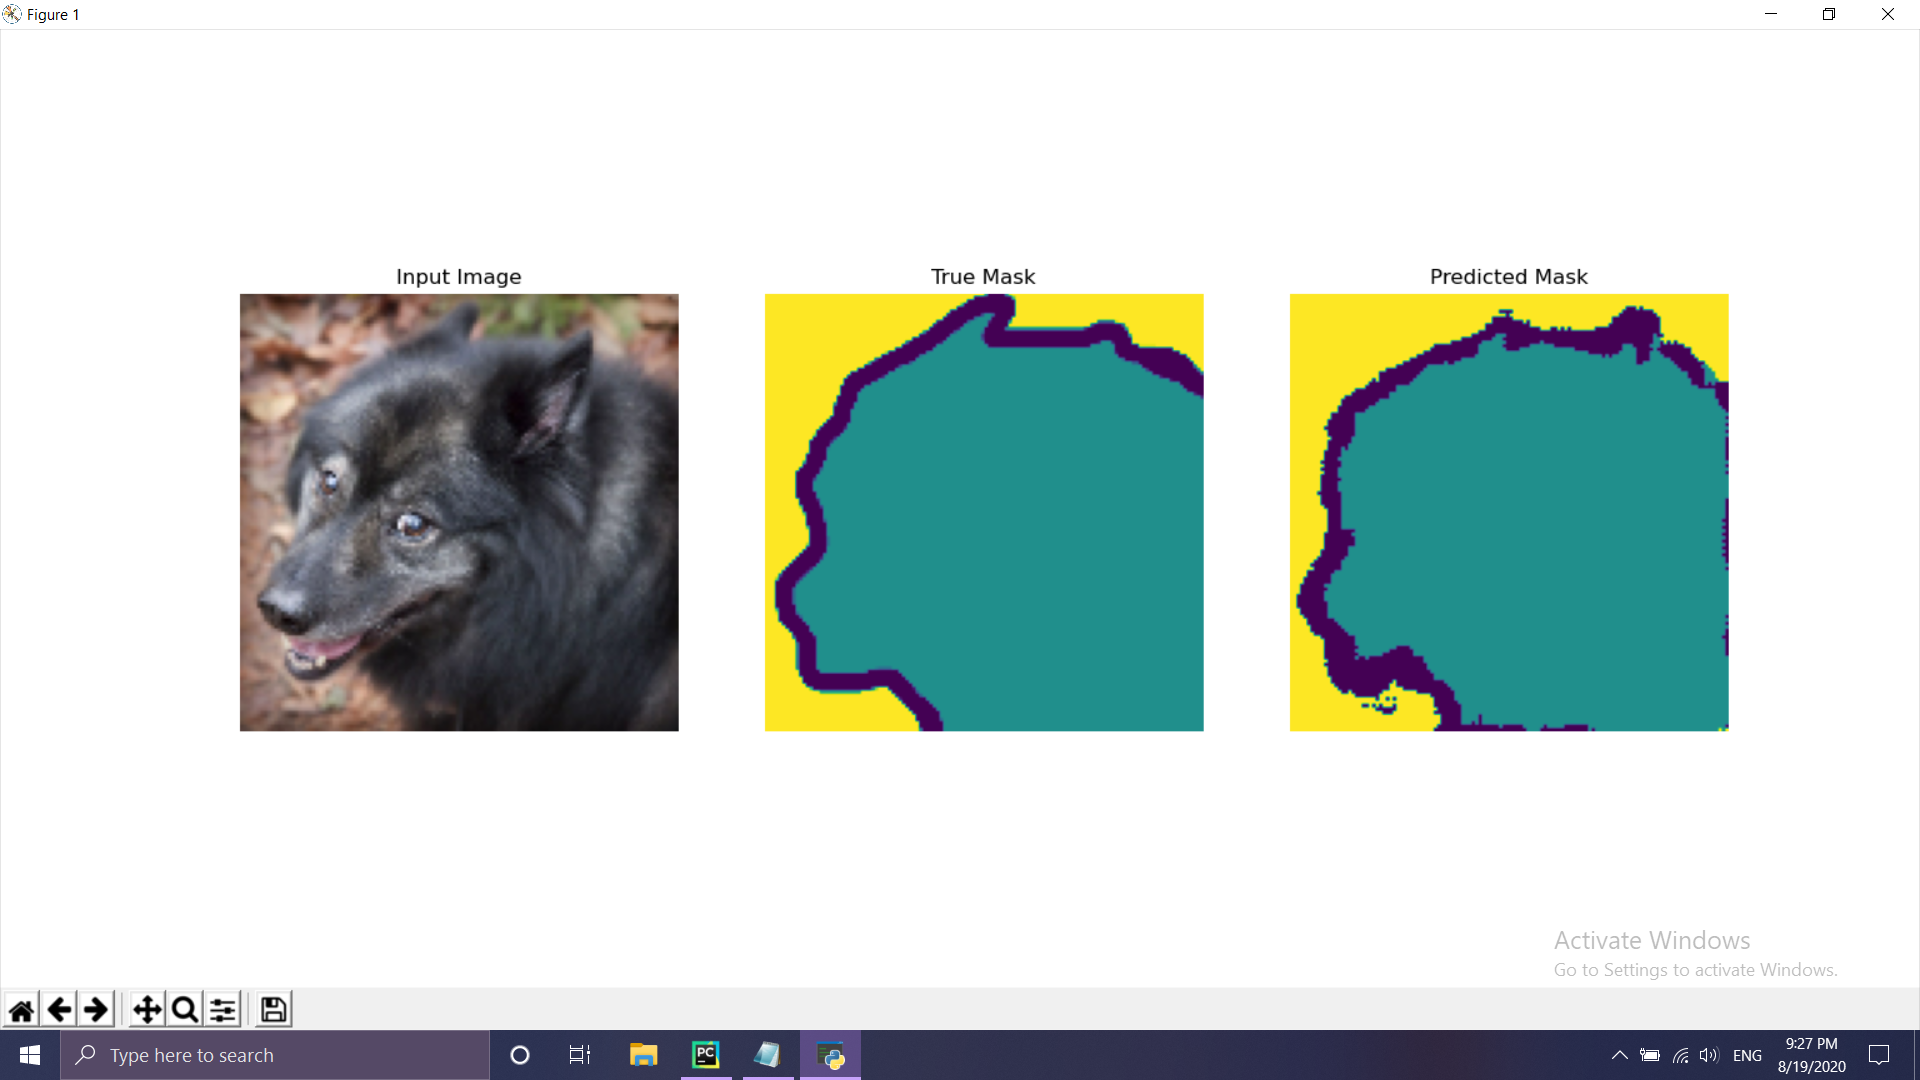 Figure 1
Input Image
True Mask
Predicted Mask
Activate Windows
Go to Settings to activate Windows.
Type here to search
PC
ENG
9:27 PM
8/19/2020